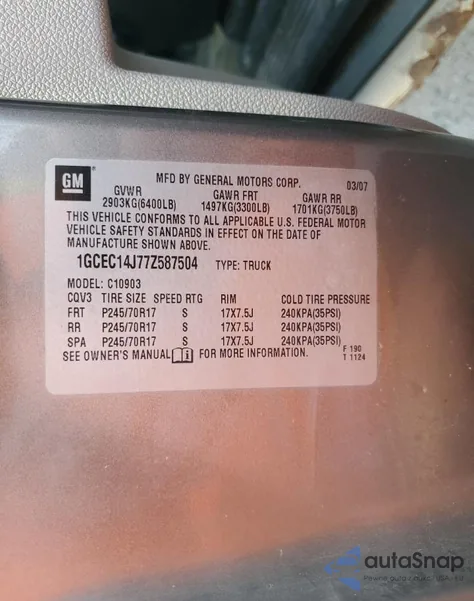 GM
MFD BY GENERAL MOTORS CORP. 03/07
GVWR GAWR FRT GAWR RR
2903KG(6400LB) 1497KG(3300LB) 1701KG(3750LB)
THIS VEHICLE CONFORMS TO ALL APPLICABLE U.S. FEDERAL MOTOR
VEHICLE SAFETY STANDARDS IN EFFECT ON THE DATE OF
MANUFACTURE SHOWN ABOVE.
1GCEC14J77Z587504 TYPE: TRUCK
MODEL: C10903
CQV3 TIRE SIZE SPEED RTG RIM COLD TIRE PRESSURE
FRT P245/70R17 S 17X7.5J 240KPA(35PSI)
RR P245/70R17 S 17X7.5J 240KPA(35PSI)
SPA P245/70R17 S 17X7.5J 240KPA(35PSI)
SEE OWNER'S MANUAL FOR MORE INFORMATION.
F 190
T 1124
autoSnap